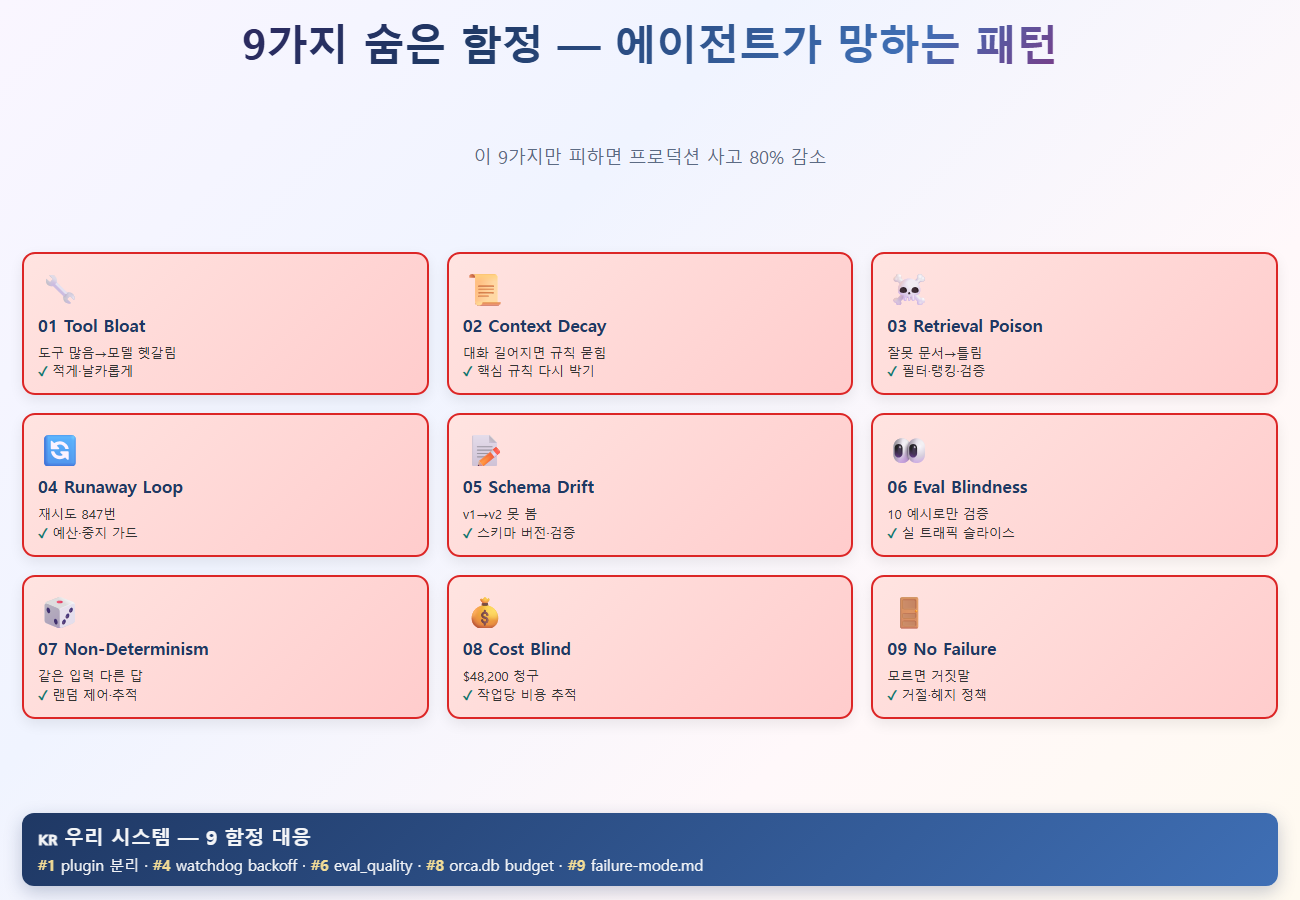 9가지 숨은 함정 — 에이전트가 망하는 패턴
이 9가지만 피하면 프로덕션 사고 80% 감소
01 Tool Bloat
도구 많음→모델 헷갈림
✓ 적게·날카롭게
02 Context Decay
대화 길어지면 규칙 묻힘
✓ 핵심 규칙 다시 박기
03 Retrieval Poison
잘못 문서→틀림
✓ 필터·랭킹·검증
04 Runaway Loop
재시도 847번
✓ 예산·중지 가드
05 Schema Drift
v1→v2 못 봄
✓ 스키마 버전·검증
06 Eval Blindness
10 예시로만 검증
✓ 실 트래픽 슬라이스
07 Non-Determinism
같은 입력 다른 답
✓ 랜덤 제어·추적
08 Cost Blind
$48,200 청구
✓ 작업당 비용 추적
09 No Failure
모르면 거짓말
✓ 거절·헤지 정책
KR 우리 시스템 — 9 함정 대응
#1 plugin 분리 · #4 watchdog backoff · #6 eval_quality · #8 orca.db budget · #9 failure-mode.md